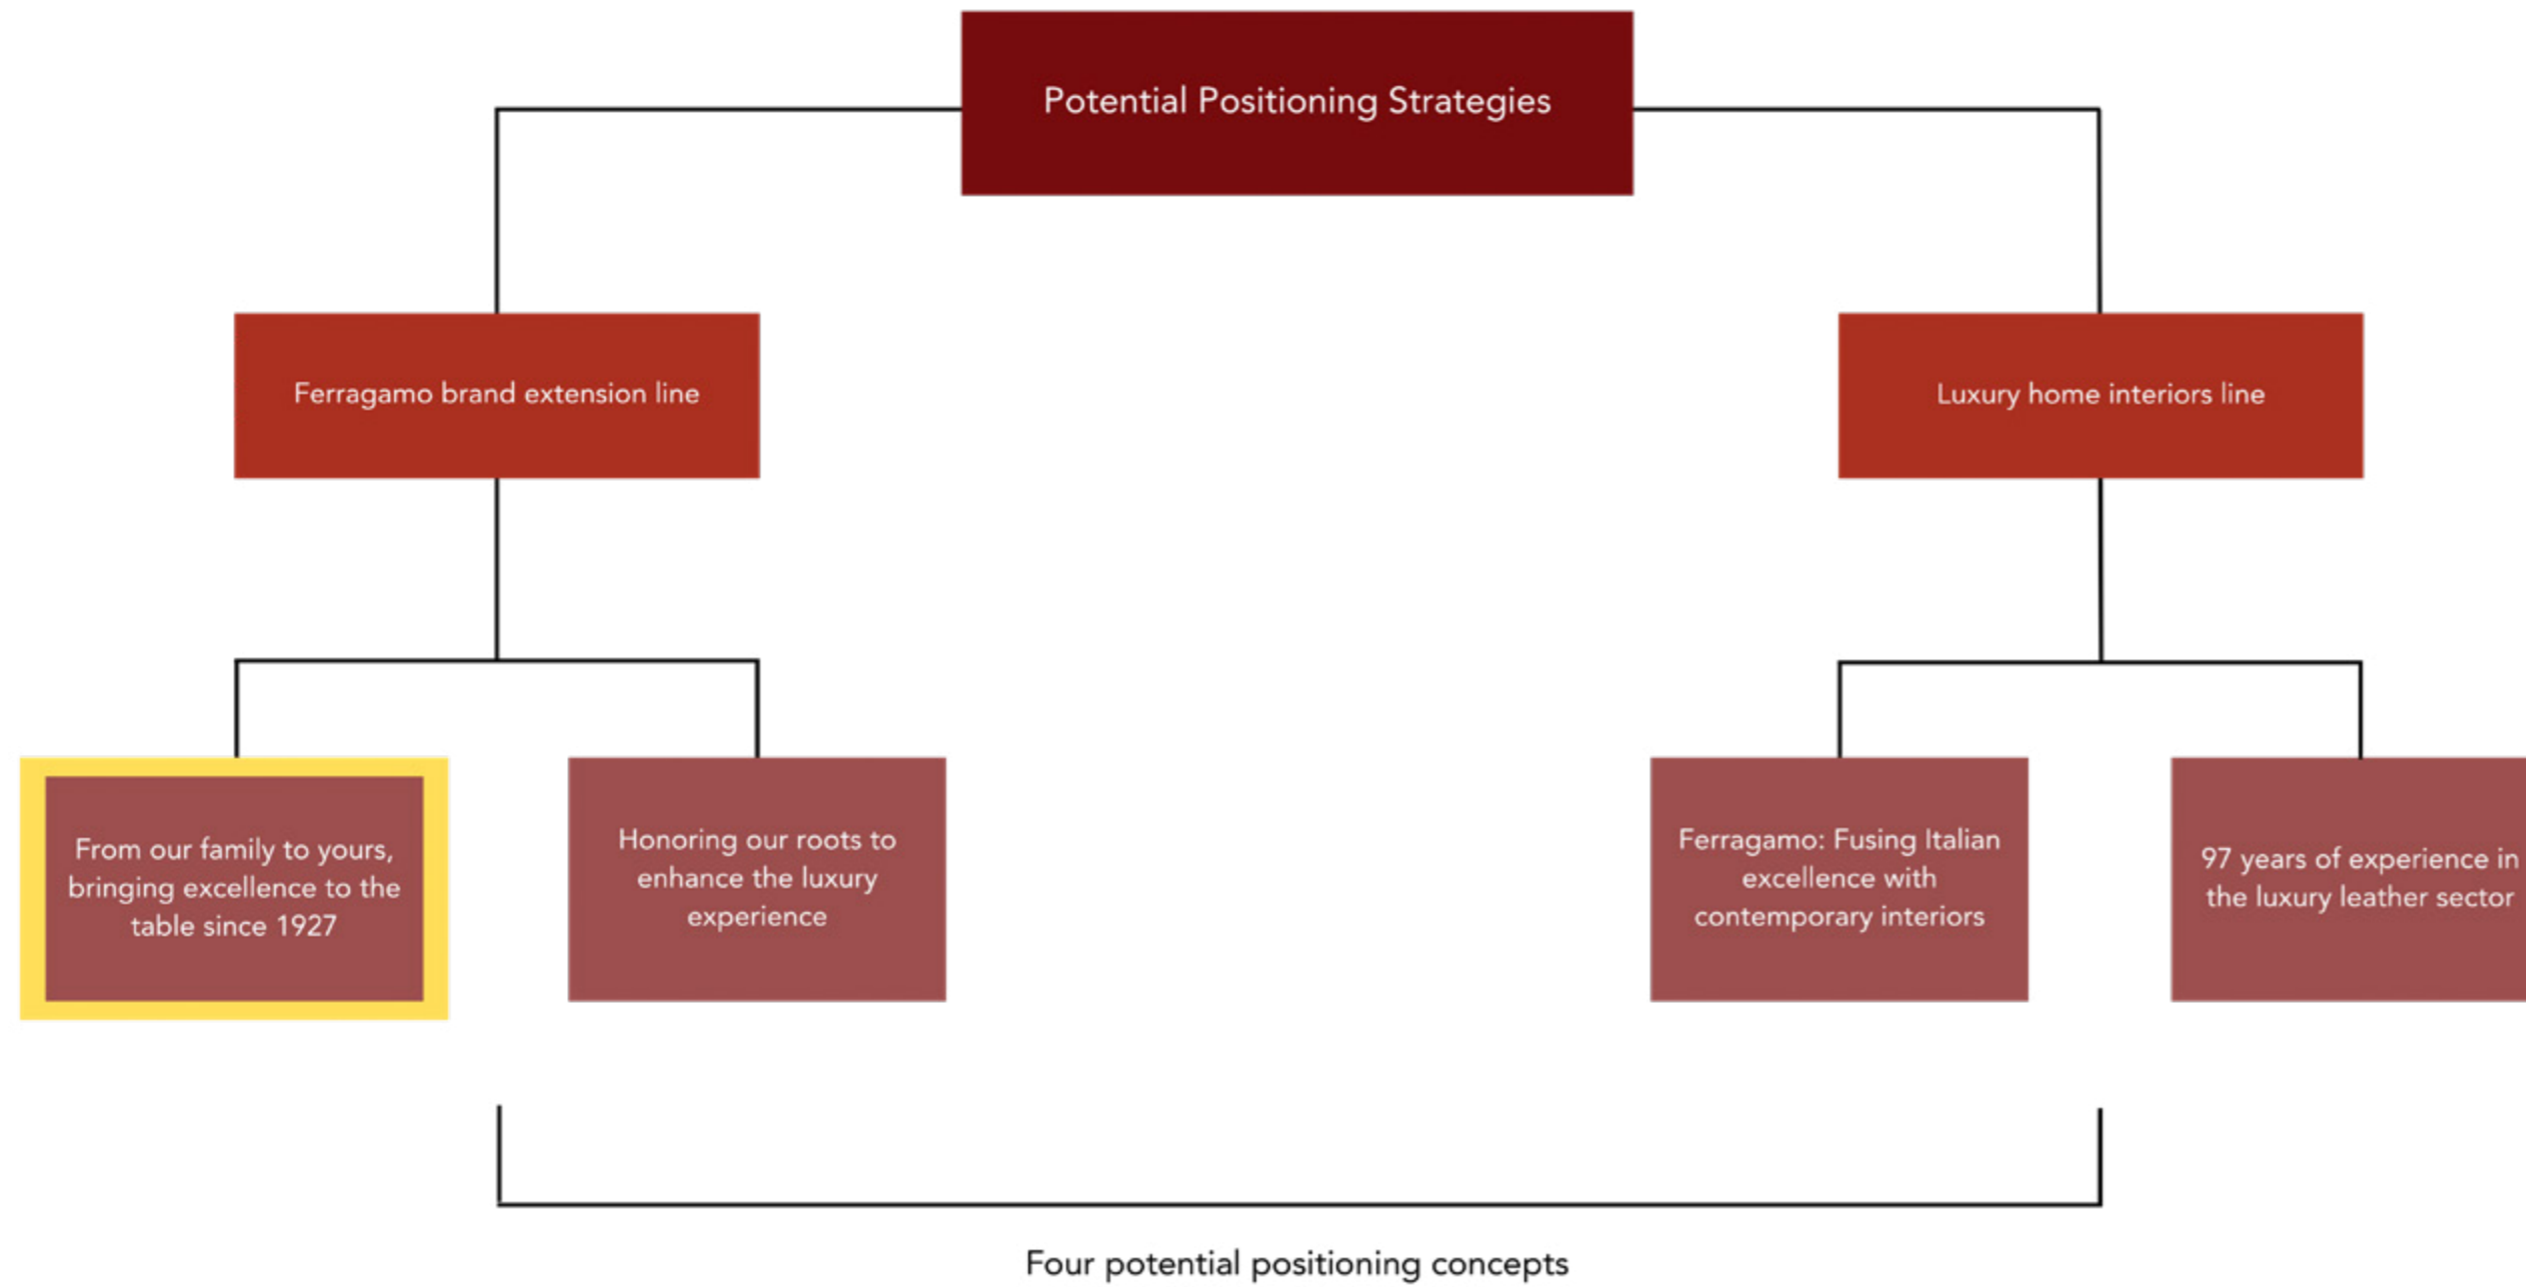 Potential Positioning Strategies
Ferragamo brand extension line
Luxury home interiors line
From our family to yours,
bringing excellence to the
table since 1927
Honoring our roots to
enhance the luxury
experience
Ferragamo: Fusing Italian
excellence with
contemporary interiors
97 years of experience in
the luxury leather sector
Four potential positioning concepts